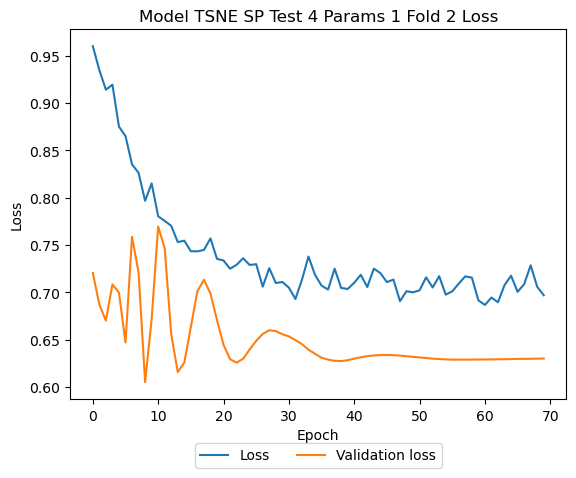 Model TSNE SP Test 4 Params 1 Fold 2 Loss
0.95
0.90
0.85
0.80
0.75
0.70
0.65
0.60
Loss
0 10 20 30 40 50 60 70
Epoch
Loss Validation loss